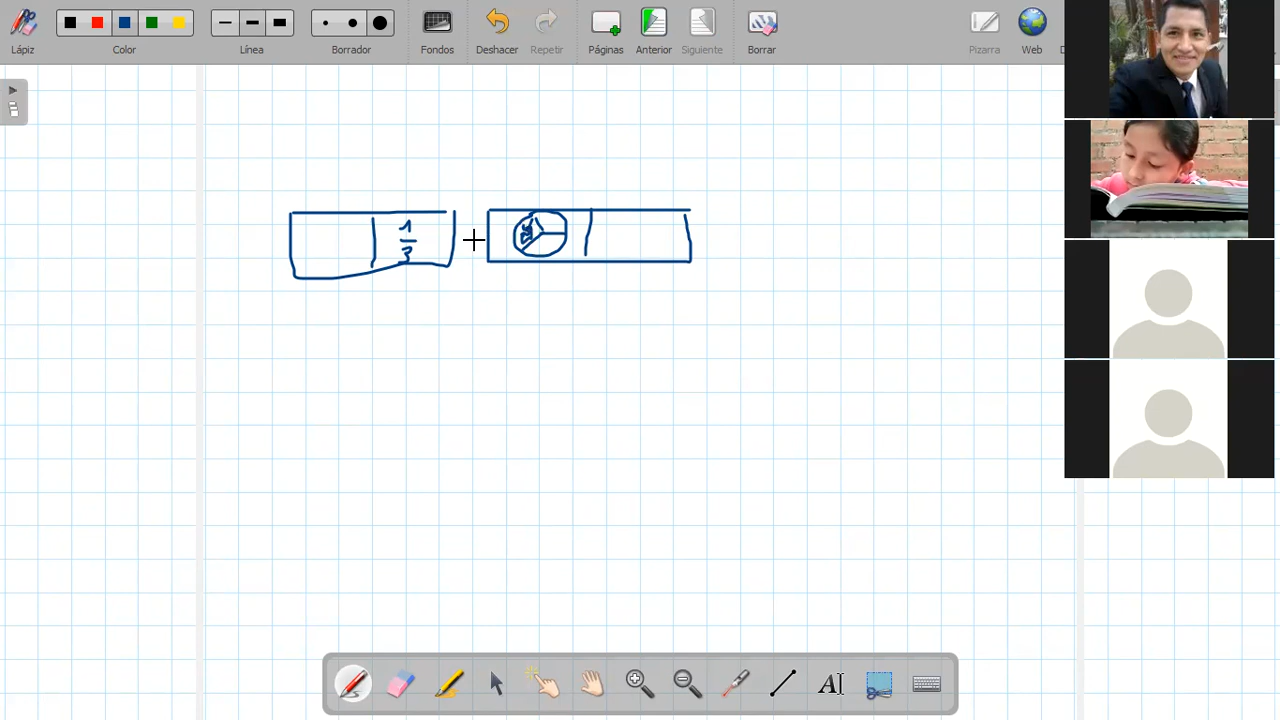 Lápiz
Color
Línea
Borrador
Fondos
Deshacer
Repetir
Páginas
Anterior
Siguiente
Borrar
Pizarra
Web
1
3